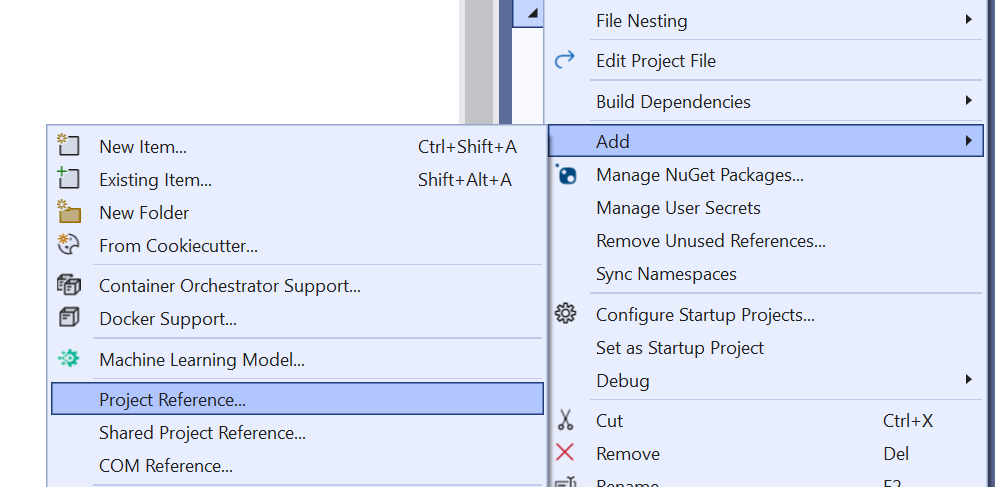 File Nesting
Edit Project File
Build Dependencies
Add
Manage NuGet Packages...
Manage User Secrets
Remove Unused References...
Sync Namespaces
Configure Startup Projects...
Set as Startup Project
Debug
Cut Ctrl+X
Remove Del
Rename F2
New Item... Ctrl+Shift+A
Existing Item... Shift+Alt+A
New Folder
From Cookiecutter...
Container Orchestrator Support...
Docker Support...
Machine Learning Model...
Project Reference...
Shared Project Reference...
COM Reference...